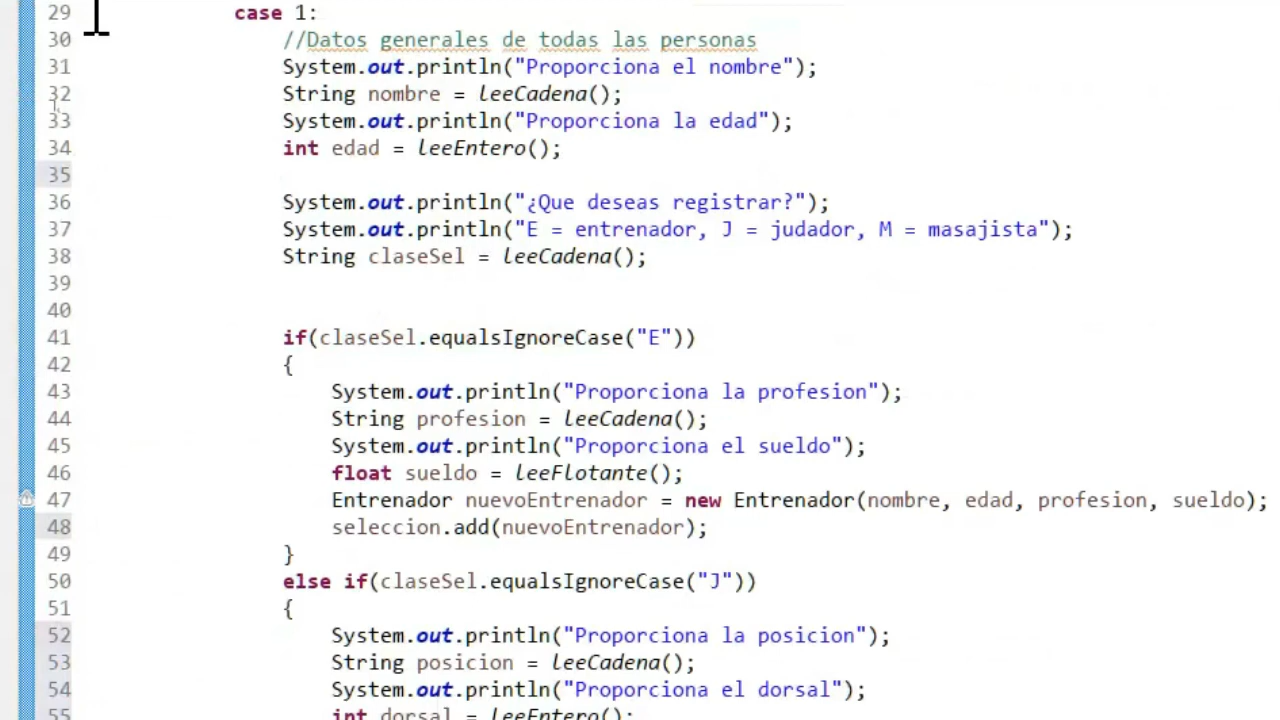 29 case 1:
30 //Datos generales de todas las personas
31 System.out.println("Proporciona el nombre");
32 String nombre = leeCadena();
33 System.out.println("Proporciona la edad");
34 int edad = leeEntero();
35
36 System.out.println("¿Que deseas registrar?");
37 System.out.println("E = entrenador, J = judador, M = masajista");
38 String claseSel = leeCadena();
39
40
41 if(claseSel.equalsIgnoreCase("E"))
42 {
43 System.out.println("Proporciona la profesion");
44 String profesion = leeCadena();
45 System.out.println("Proporciona el sueldo");
46 float sueldo = leeFlotante();
47 Entrenador nuevoEntrenador = new Entrenador(nombre, edad, profesion, sueldo);
48 seleccion.add(nuevoEntrenador);
49 }
50 else if(claseSel.equalsIgnoreCase("J"))
51 {
52 System.out.println("Proporciona la posicion");
53 String posicion = leeCadena();
54 System.out.println("Proporciona el dorsal");
55 int dorsal = leeEntero();